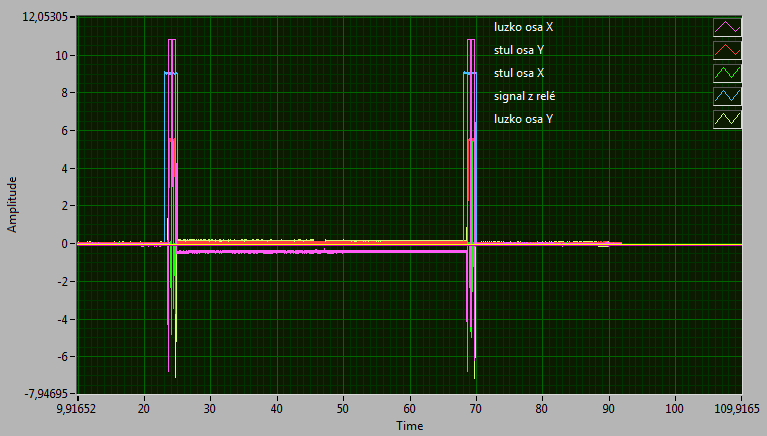 12,05305
luzko osa X
stul osa Y
stul osa X
signal z relé
luzko osa Y
10
8
6
4
2
0
-2
-4
-6
-7,94695
Amplitude
9,91652 20 30 40 50 60 70 80 90 100 109,9165
Time